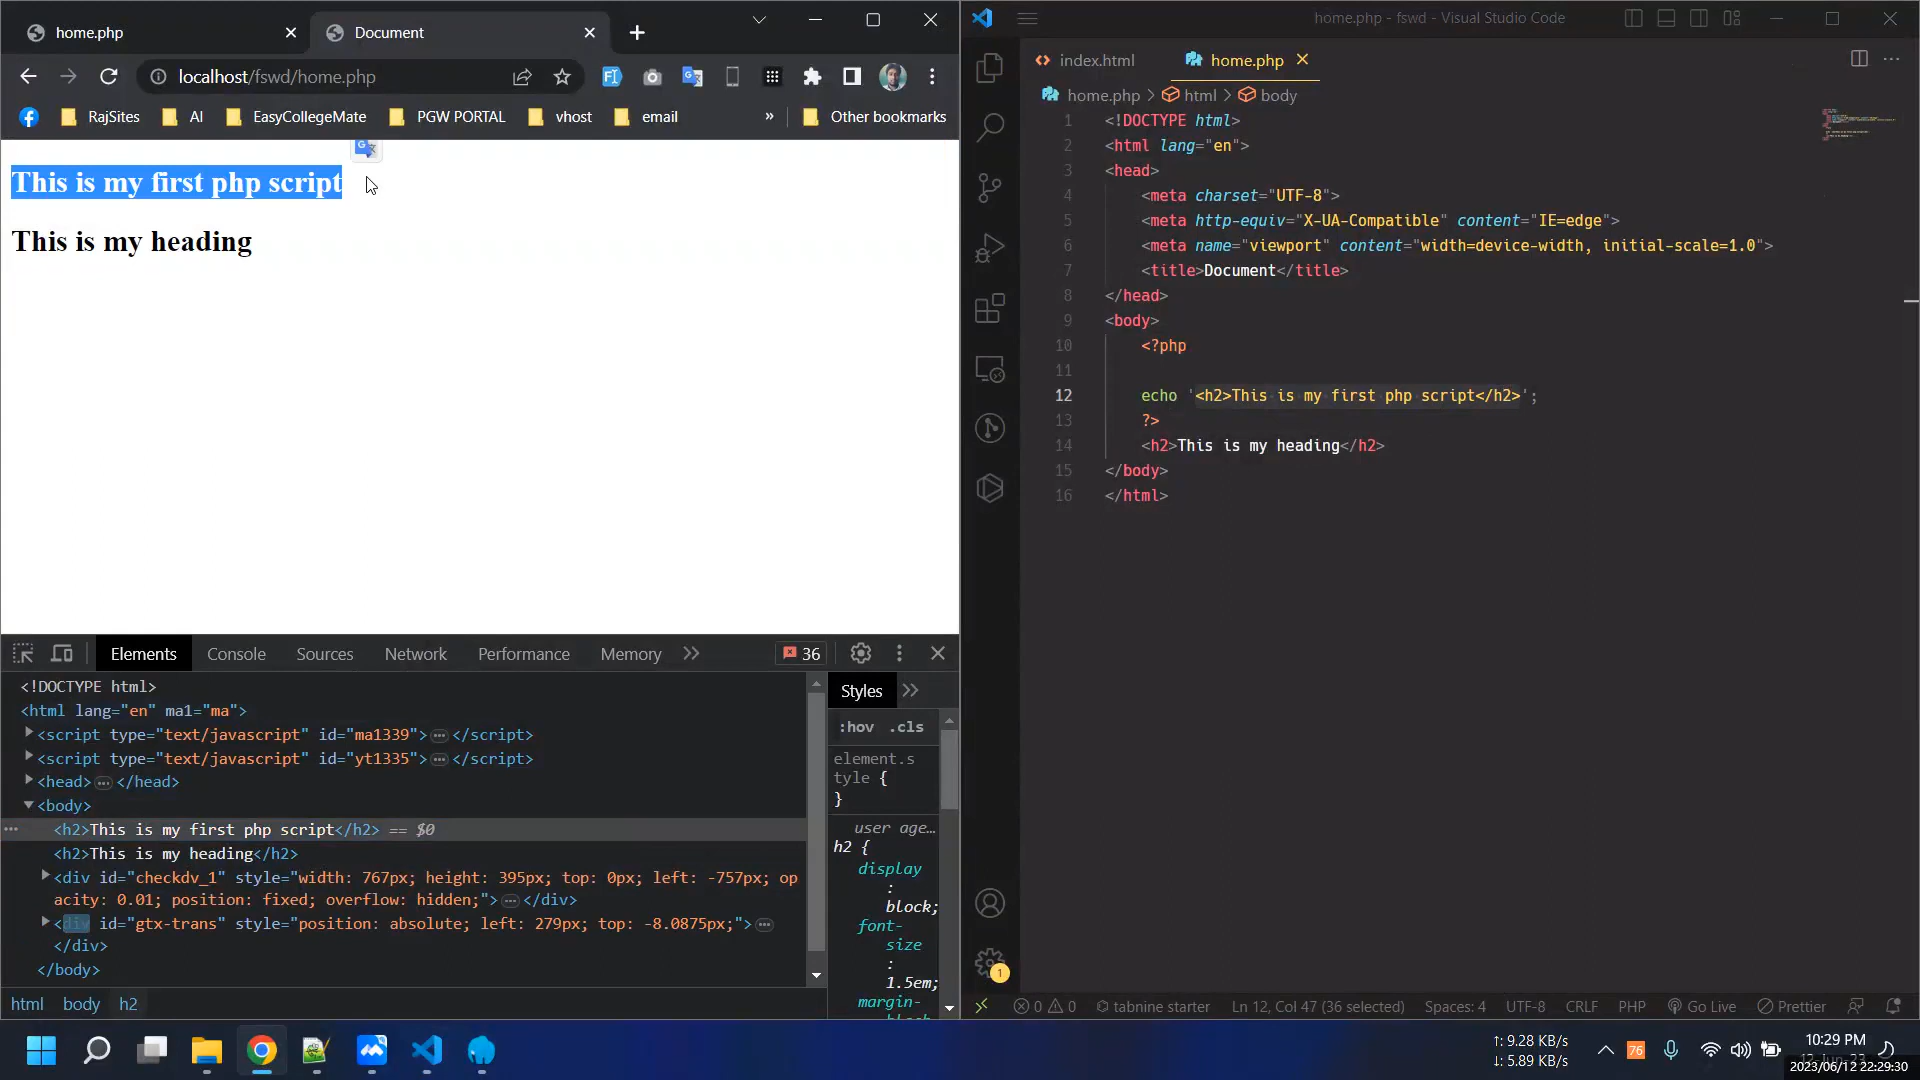 home.php
Document
localhost/fswd/home.php
RajSites
AI
EasyCollegeMate
PGW PORTAL
vhost
email
»
Other bookmarks
This is my first php script
This is my heading
Elements
Console
Sources
Network
Performance
Memory
36
<!DOCTYPE html>
<html lang="en" ma1="ma">
<script type="text/javascript" id="ma1339">…</script>
<script type="text/javascript" id="yt1335">…</script>
<head>…</head>
<body>
<h2>This is my first php script</h2> == $0
<h2>This is my heading</h2>
<div id="checkdv_1" style="width: 767px; height: 395px; top: 0px; left: -757px; op
acity: 0.01; position: fixed; overflow: hidden;">…</div>
<div id="gtx-trans" style="position: absolute; left: 279px; top: -8.0875px;">…
</div>
</body>
html
body
h2
Styles
:hov
.cls
element.s
tyle {
}
user age…
h2 {
display
:
block;
font-
size
:
1.5em;
margin-
home.php - fswd - Visual Studio Code
index.html
home.php
home.php > html > body
1 <!DOCTYPE html>
2 <html lang="en">
3 <head>
4 <meta charset="UTF-8">
5 <meta http-equiv="X-UA-Compatible" content="IE=edge">
6 <meta name="viewport" content="width=device-width, initial-scale=1.0">
7 <title>Document</title>
8 </head>
9 <body>
10 <?php
11
12 echo '<h2>This is my first php script</h2>';
13 ?>
14 <h2>This is my heading</h2>
15 </body>
16 </html>
1
0
0
tabnine starter
Ln 12, Col 47 (36 selected)
Spaces: 4
UTF-8
CRLF
PHP
Go Live
Prettier
↑: 9.28 KB/s
↓: 5.89 KB/s
76
10:29 PM
2023/06/12 22:29:30